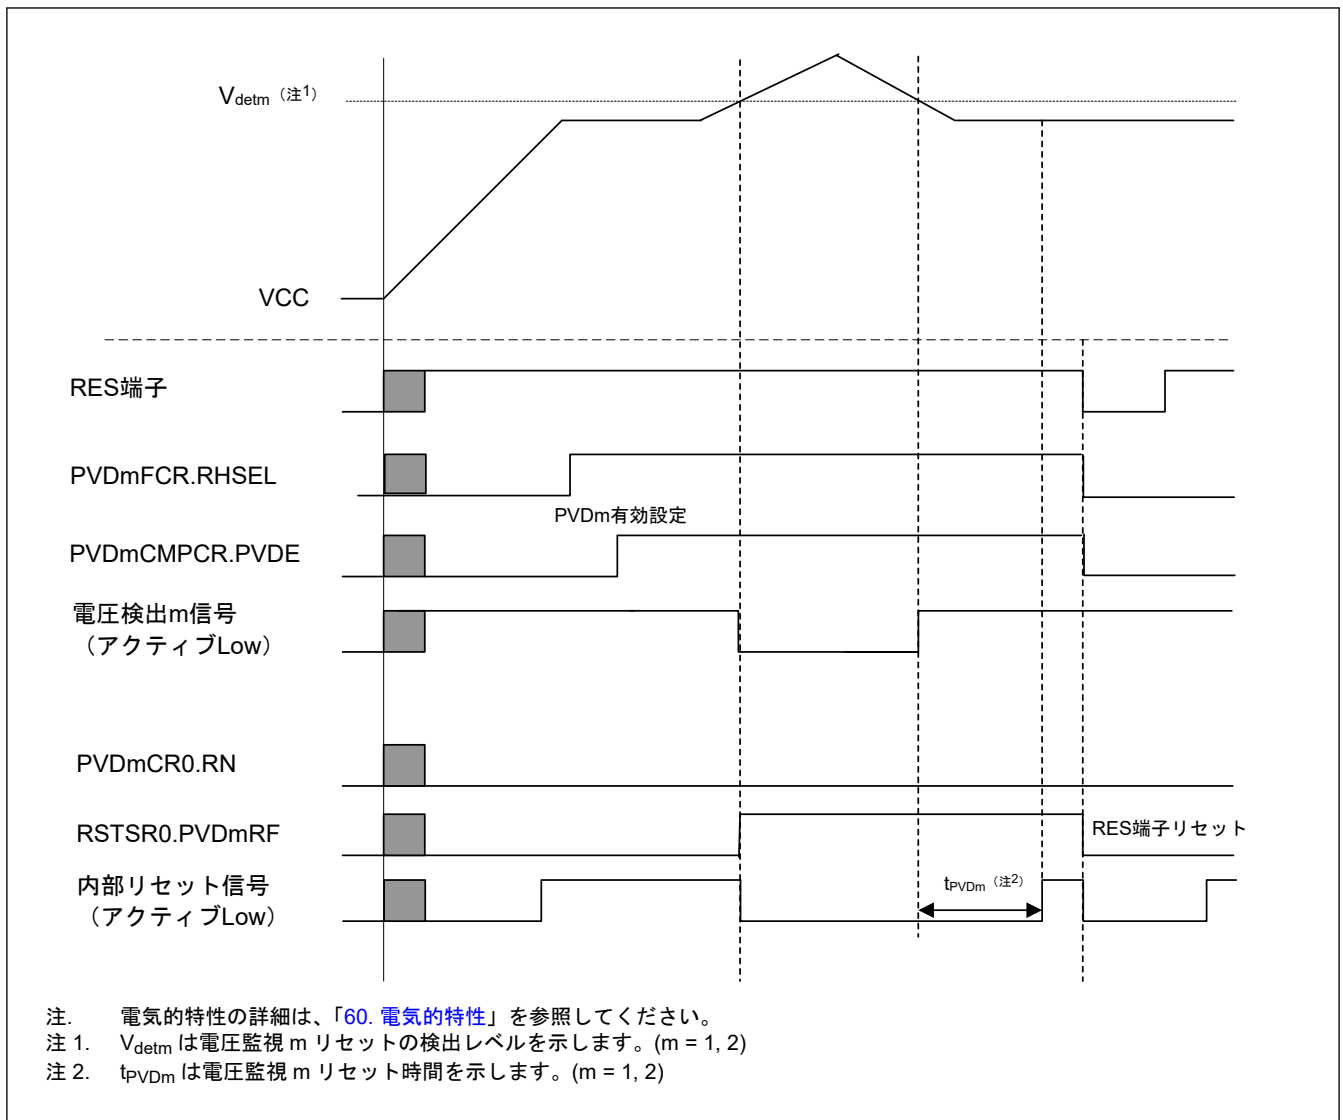 Vdetm（注1）
VCC
RES端子
PVDmFCR.RHSEL
PVDm有効設定
PVDmCMPCR.PVDE
電圧検出m信号
（アクティブLow）
PVDmCR0.RN
RSTSR0.PVDmRF
RES端子リセット
内部リセット信号
（アクティブLow）
tPVDm（注2）
注. 電気的特性の詳細は、「60. 電気的特性」を参照してください。
注 1. Vdetm は電圧監視 m リセットの検出レベルを示します。(m = 1, 2)
注 2. tPVDm は電圧監視 m リセット時間を示します。(m = 1, 2)